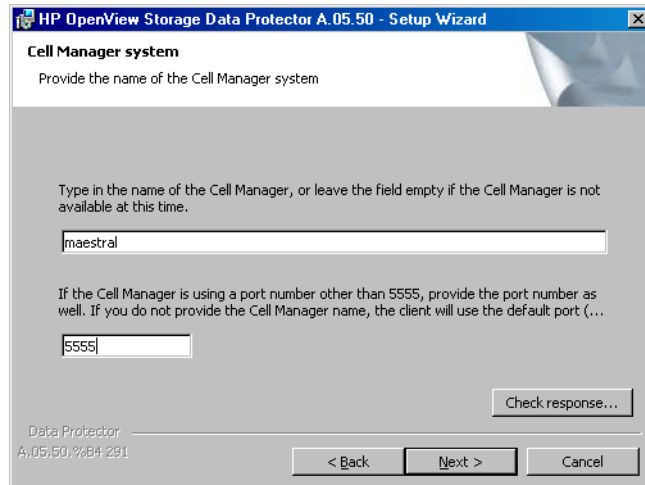 HP OpenView Storage Data Protector A.05.50 - Setup Wizard
Cell Manager system
Provide the name of the Cell Manager system
Type in the name of the Cell Manager, or leave the field empty if the Cell Manager is not
available at this time.
maestral
If the Cell Manager is using a port number other than 5555, provide the port number as
well. If you do not provide the Cell Manager name, the client will use the default port (...
5555
Check response...
Data Protector
A.05.50.%B4 291
< Back
Next >
Cancel